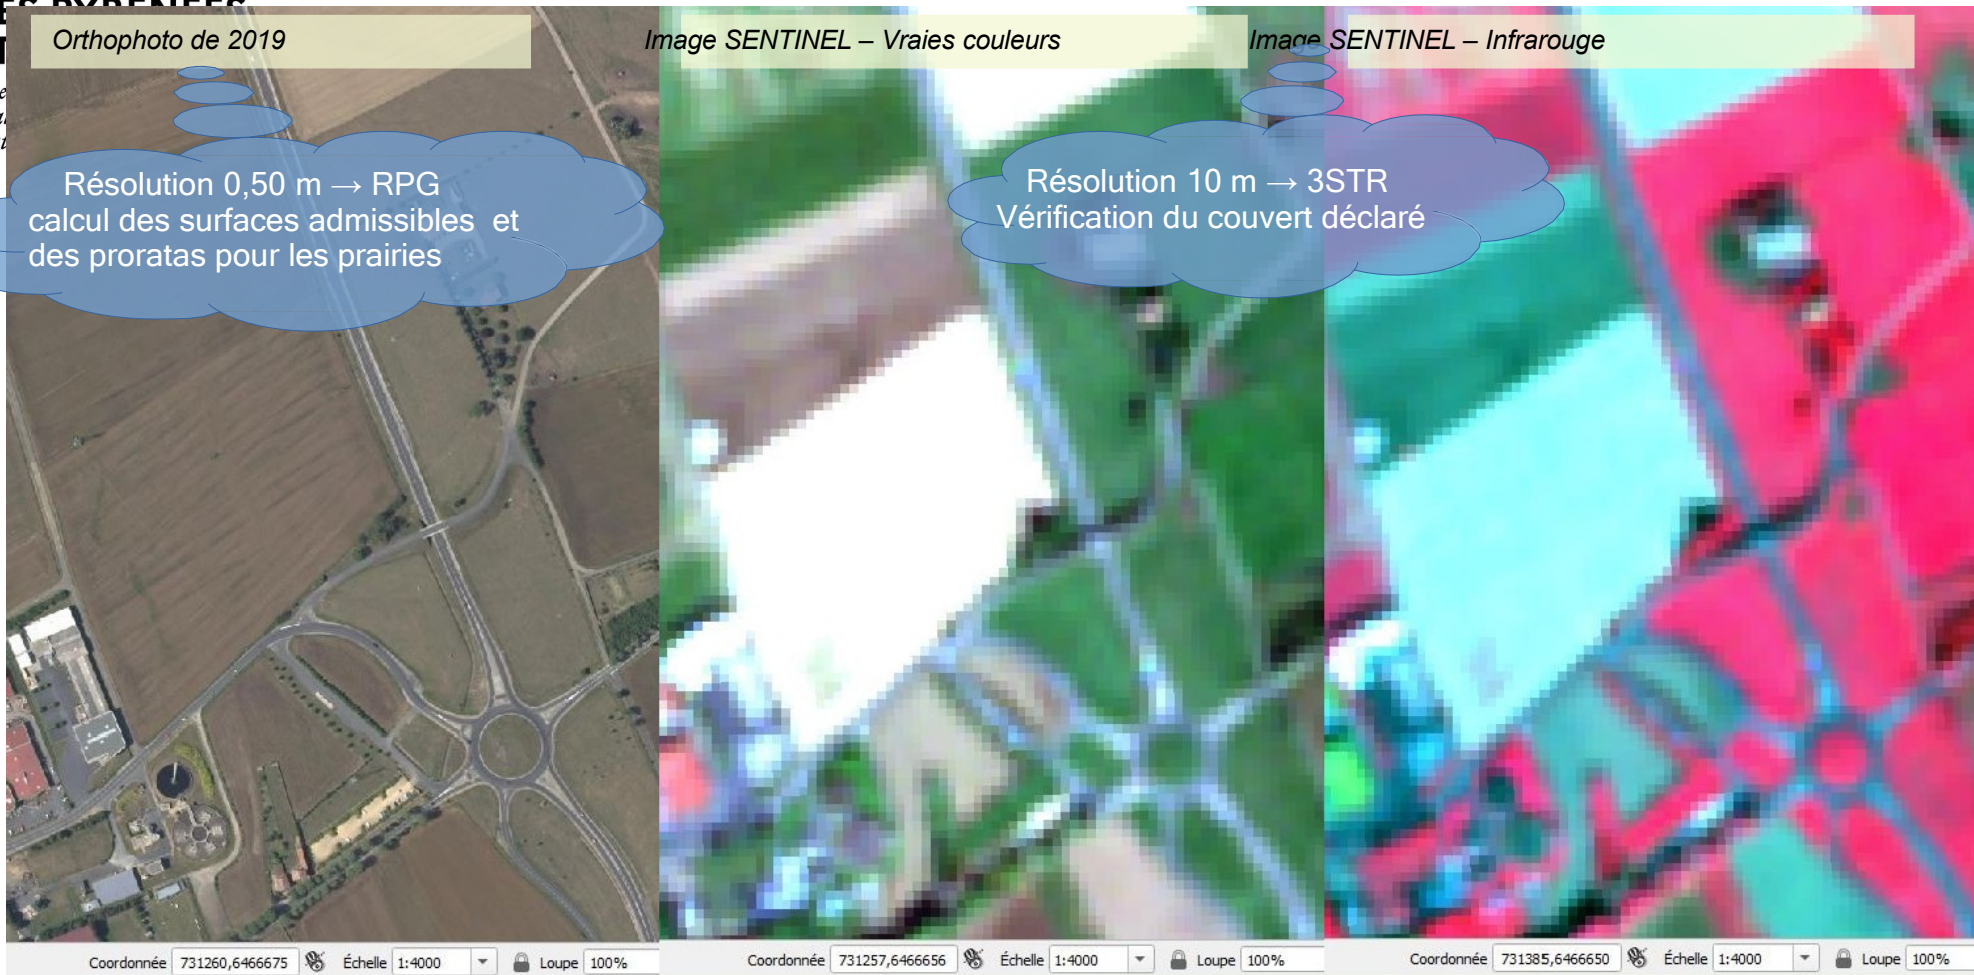 ES PYRENEES
Orthophoto de 2019
Image SENTINEL – Vraies couleurs
Image SENTINEL – Infrarouge
Résolution 0,50 m → RPG
calcul des surfaces admissibles et
des proratas pour les prairies
Résolution 10 m → 3STR
Vérification du couvert déclaré
Coordonnée 731260,6466675 Échelle 1:4000 Loupe 100%
Coordonnée 731257,6466656 Échelle 1:4000 Loupe 100%
Coordonnée 731385,6466650 Échelle 1:4000 Loupe 100%